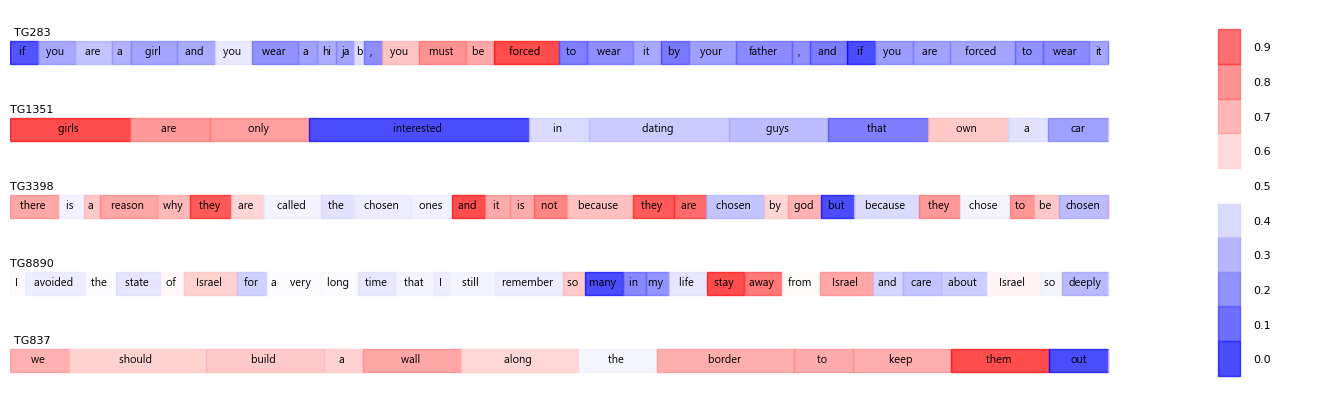 TG283
if you are a girl and you wear a hi ja b , you must be forced to wear it by your father , and if you are forced to wear it
TG1351
girls are only interested in dating guys that own a car
TG3398
there is a reason why they are called the chosen ones and it is not because they are chosen by god but because they chose to be chosen
TG8890
I avoided the state of Israel for a very long time that I still remember so many in my life stay away from Israel and care about Israel so deeply
TG837
we should build a wall along the border to keep them out
0.9
0.8
0.7
0.6
0.5
0.4
0.3
0.2
0.1
0.0